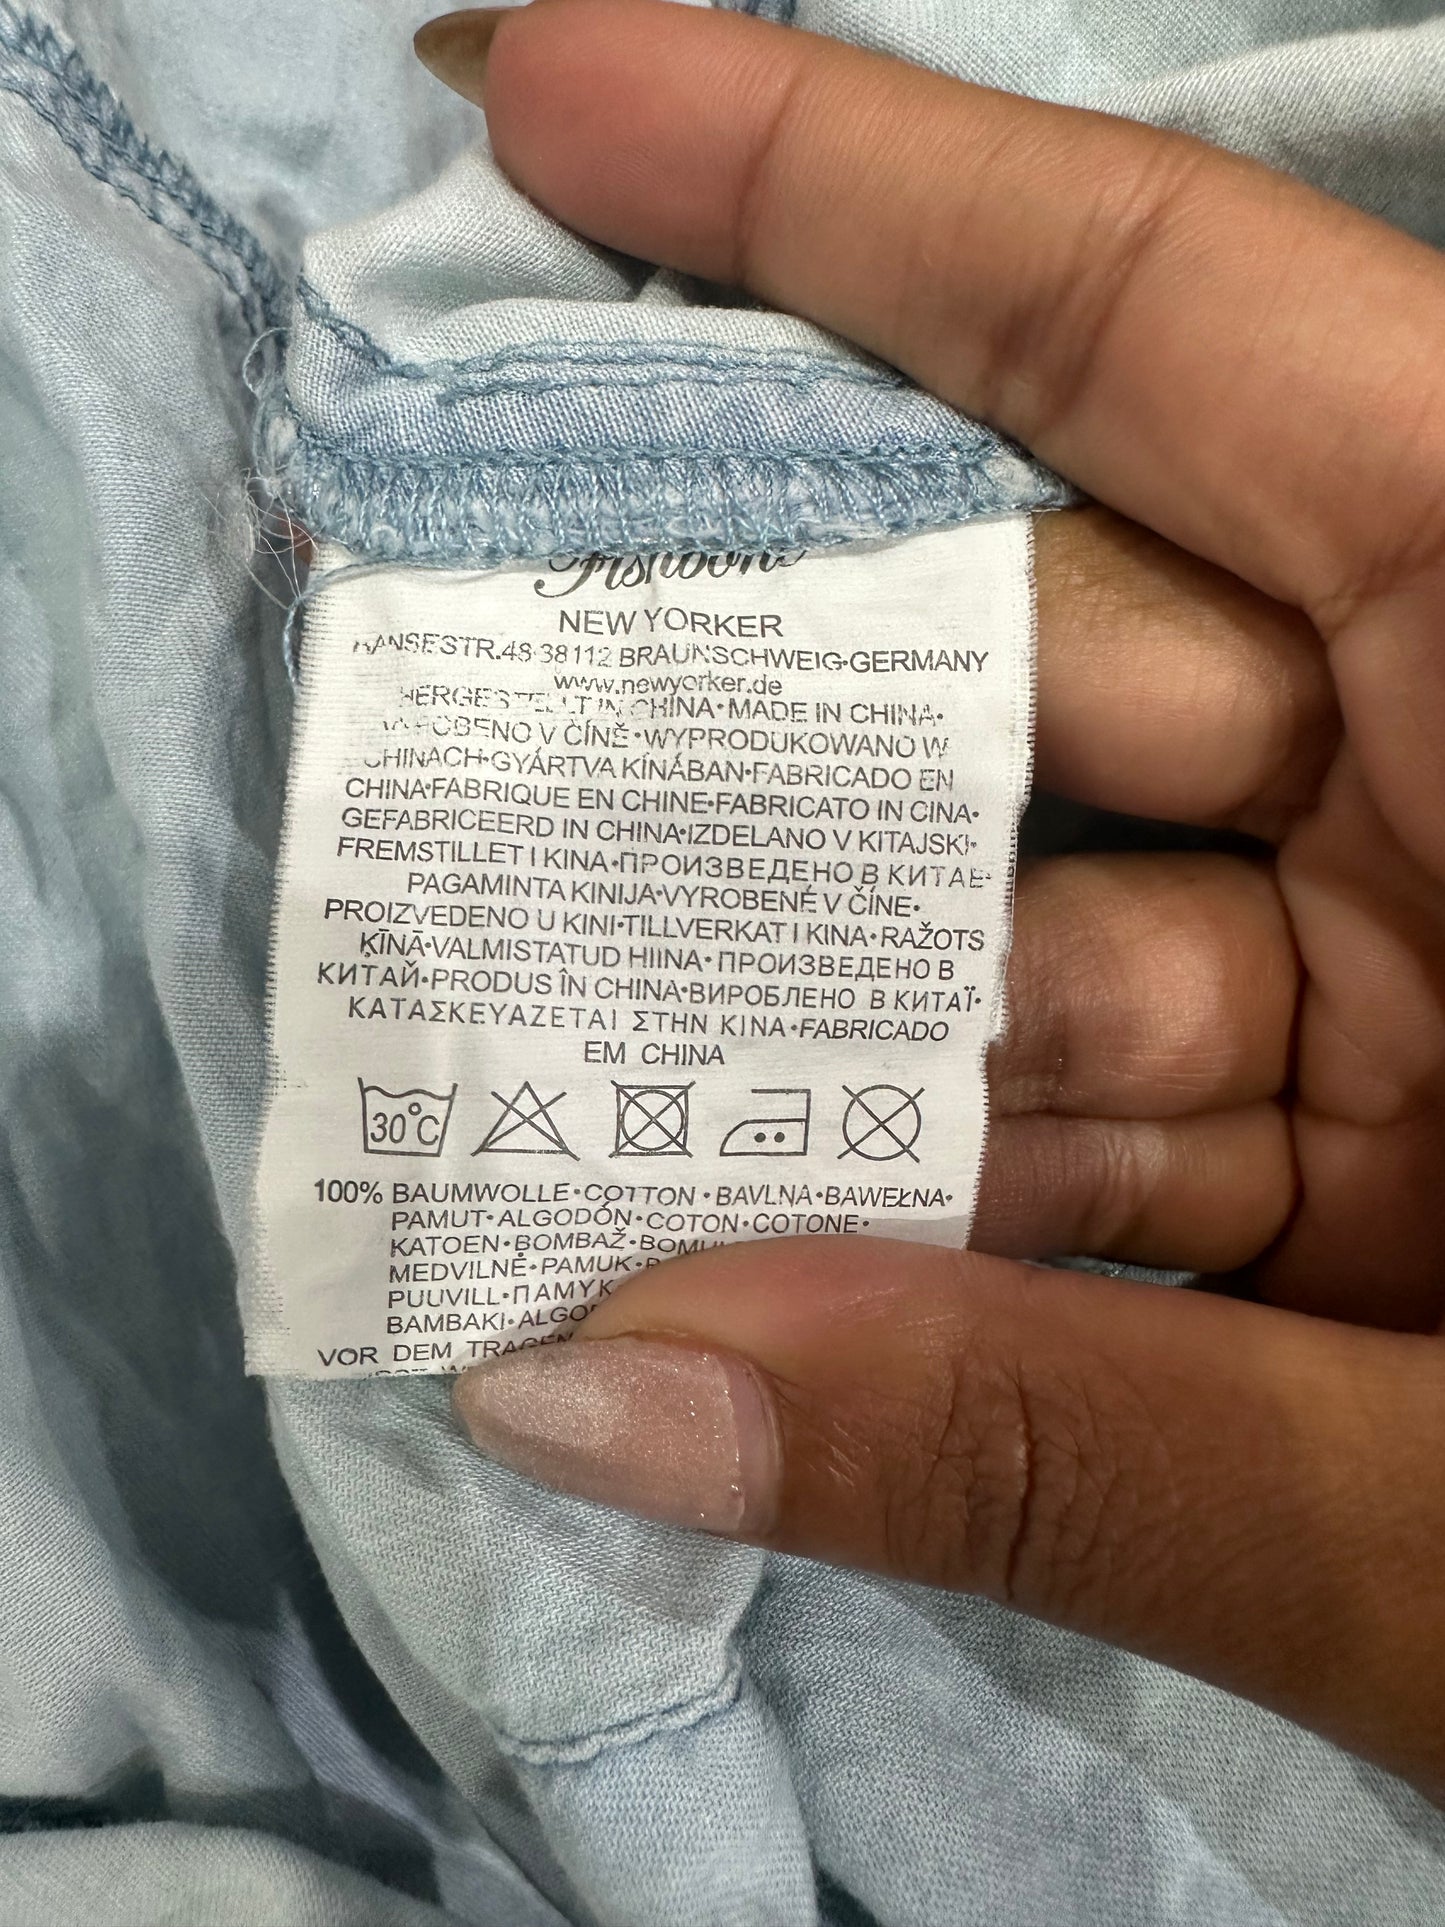 NEW YORKER
HANSESTR.48·38112 BRAUNSCHWEIG·GERMANY
www.newyorker.de
HERGESTELLT IN CHINA·MADE IN CHINA·
VYROBENO V ČÍNĚ·WYPRODUKOWANO W
CHINACH·GYÁRTVA KÍNÁBAN·FABRICADO EN
CHINA·FABRIQUE EN CHINE·FABRICATO IN CINA·
GEFABRICEERD IN CHINA·IZDELANO V KITAJSKI·
FREMSTILLET I KINA·ПРОИЗВЕДЕНО В КИТАЕ·
PAGAMINTA KINIJA·VYROBENÉ V ČÍNE·
PROIZVEDENO U KINI·TILLVERKAT I KINA·RAŽOTS
ĶĪNĀ·VALMISTATUD HIINA·ПРОИЗВЕДЕНО В
КИТАЙ·PRODUS ÎN CHINA·ВИРОБЛЕНО В КИТАЇ·
ΚΑΤΑΣΚΕΥΑΖΕΤΑΙ ΣΤΗΝ ΚΙΝΑ·FABRICADO
EM CHINA
30°C
100% BAUMWOLLE·COTTON·BAVLNA·BAWEŁNA·
PAMUT·ALGODÓN·COTON·COTONE·
KATOEN·BOMBAŽ·
MEDVILNĖ·PAMUK·
PUUVILL·ПАМУК
BAMBAKI·
VOR DEM TRAGEN